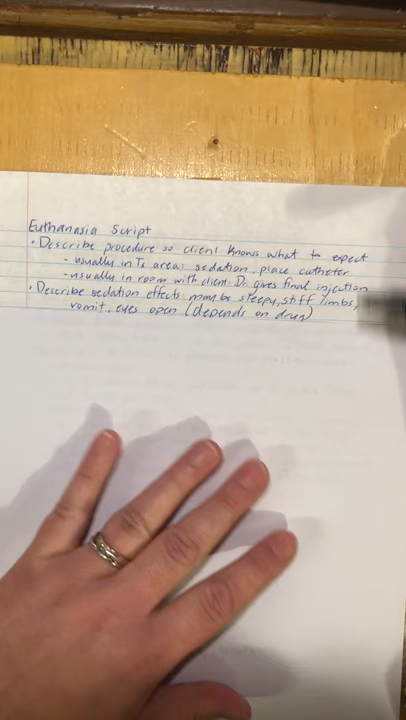 Euthanasia Script
• Describe procedure so client knows what to expect
- usually in Tx area: sedation, place catheter
- usually in room with client: Dr. gives final injection
• Describe sedation effects: may be sleepy, stiff limbs,
vomit, eyes open (depends on drug)